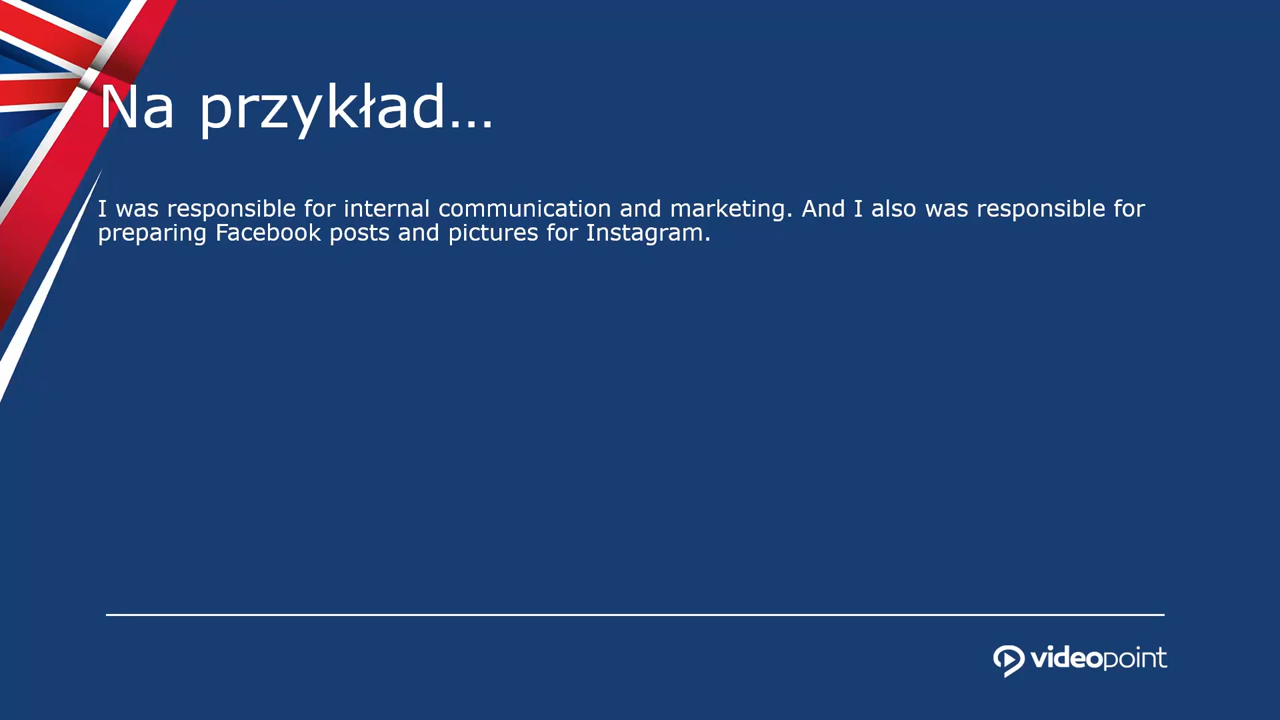 Na przykład...
I was responsible for internal communication and marketing. And I also was responsible for
preparing Facebook posts and pictures for Instagram.
videopoint